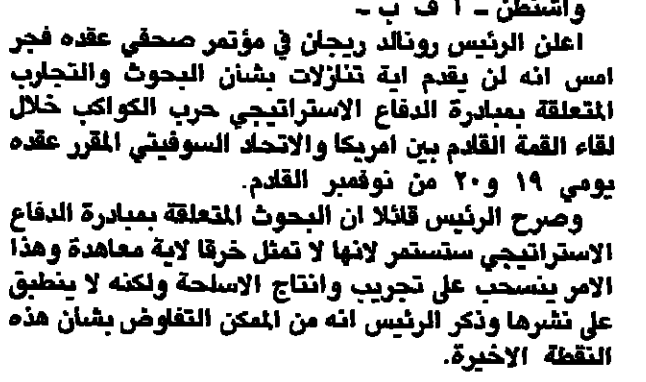 واشنطن ـ ا ف ب ـ
اعلن الرئيس رونالد ريجان في مؤتمر صحفي عقده فجر
امس انه لن يقدم اية تنازلات بشأن البحوث والتجارب
المتعلقة بمبادرة الدفاع الاستراتيجي حرب الكواكب خلال
لقاء القمة القادم بين امريكا والاتحاد السوفيتي المقرر عقده
يومي ١٩ و٢٠ من نوفمبر القادم.
وصرح الرئيس قائلا ان البحوث المتعلقة بمبادرة الدفاع
الاستراتيجي ستستمر لانها لا تمثل خرقا لاية معاهدة وهذا
الامر ينسحب على تجريب وانتاج الاسلحة ولكنه لا ينطبق
على نشرها وذكر الرئيس انه من الممكن التفاوض بشأن هذه
النقطة الاخيرة.